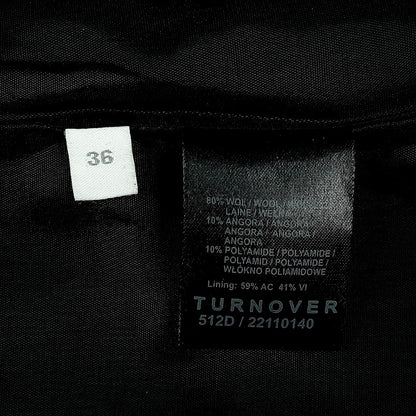 36
80% WOL / WOOL /
LAINE / WEŁNA
10% ANGORA / ANGORA /
ANGORA / ANGORA /
ANGORA
10% POLYAMIDE / POLYAMIDE /
POLYAMID / POLYAMIDE /
WŁÓKNO POLIAMIDOWE
Lining: 59% AC 41% VI
TURNOVER
512D / 22110140